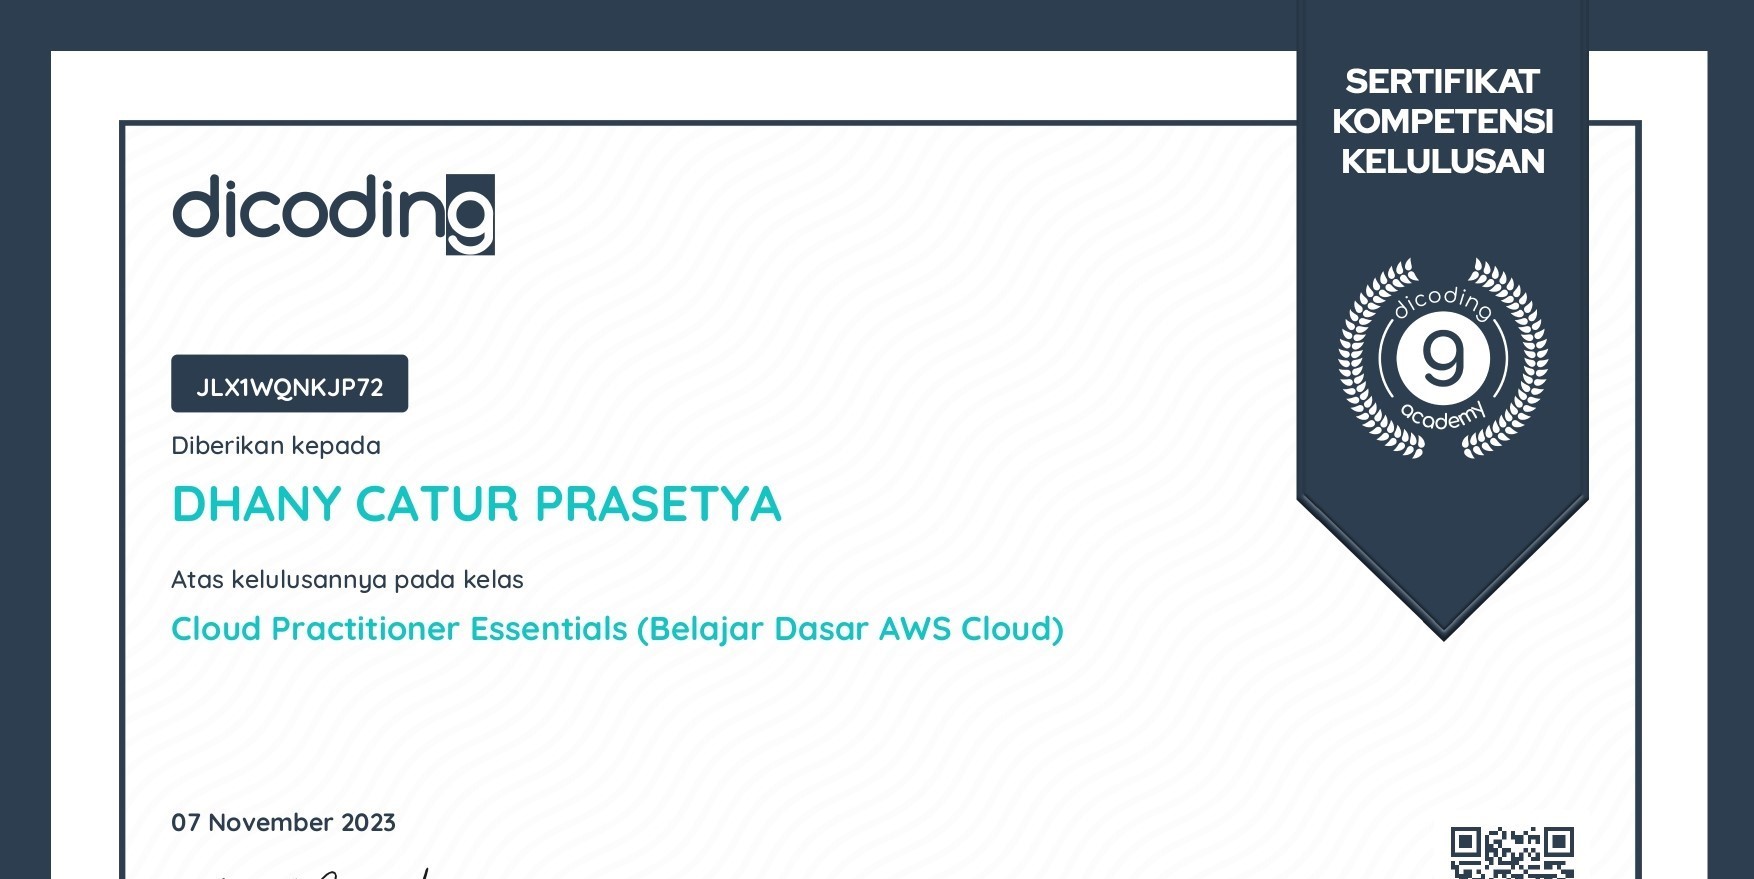 SERTIFIKAT
KOMPETENSI
KELULUSAN
dicoding
dicoding
g
academy
JLX1WQNKJP72
Diberikan kepada
DHANY CATUR PRASETYA
Atas kelulusannya pada kelas
Cloud Practitioner Essentials (Belajar Dasar AWS Cloud)
07 November 2023